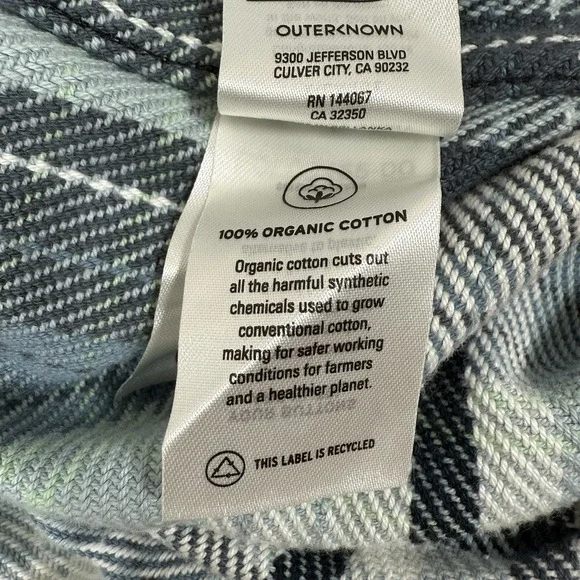 OUTERKNOWN
9300 JEFFERSON BLVD
CULVER CITY, CA 90232
RN 144067
CA 32350
100% ORGANIC COTTON
Organic cotton cuts out
all the harmful synthetic
chemicals used to grow
conventional cotton,
making for safer working
conditions for farmers
and a healthier planet.
THIS LABEL IS RECYCLED